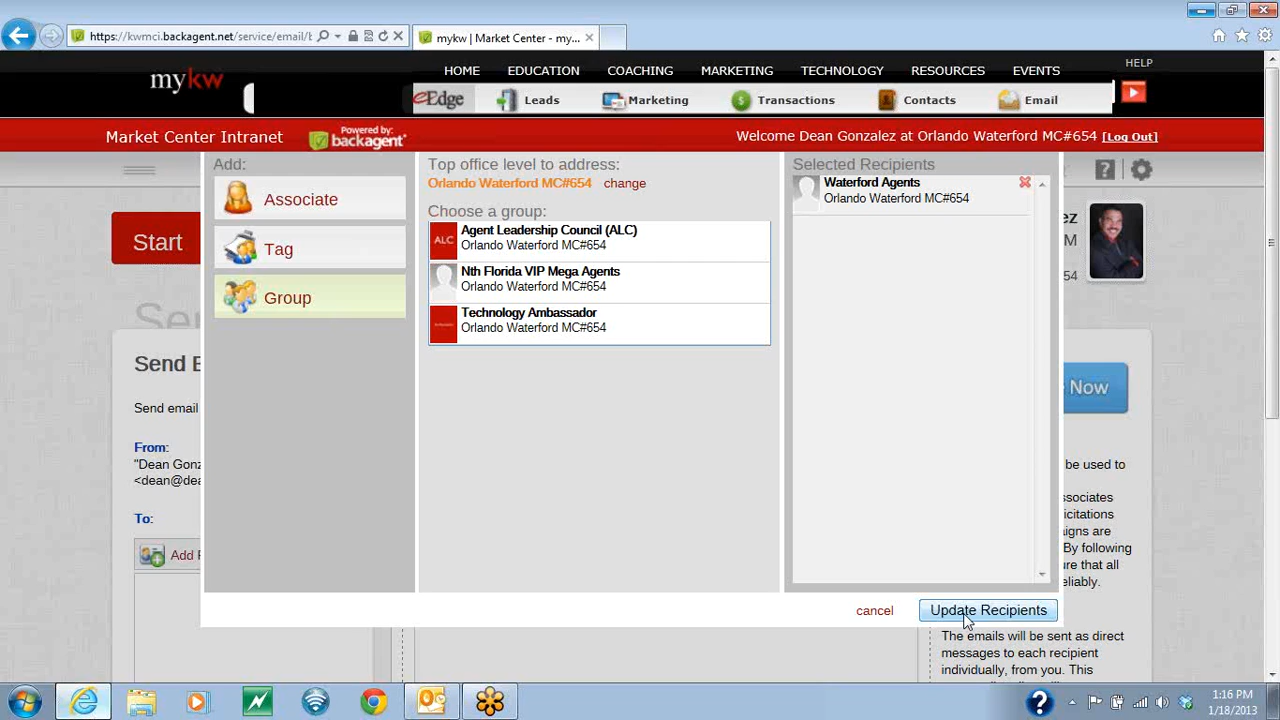 https://kwmci.backagent.net/service/email/b
mykw | Market Center - my...
mykw
HELP
HOME EDUCATION COACHING MARKETING TECHNOLOGY RESOURCES EVENTS
eEdge Leads Marketing Transactions Contacts Email
Market Center Intranet
Powered by:
backagent
Welcome Dean Gonzalez at Orlando Waterford MC#654 [Log Out]
Add:
Associate
Tag
Group
Top office level to address:
Orlando Waterford MC#654 change
Choose a group:
ALC
Agent Leadership Council (ALC)
Orlando Waterford MC#654
Nth Florida VIP Mega Agents
Orlando Waterford MC#654
Technology Ambassador
Orlando Waterford MC#654
Selected Recipients
Waterford Agents
Orlando Waterford MC#654
cancel
Update Recipients
Start
ez
M
54
Se
Send E
Send email
From:
"Dean Gonz
<dean@dea
To:
Add
Now
be used to
ssociates
icitations
aigns are
By following
ure that all
eliably.
The emails will be sent as direct
messages to each recipient
individually, from you. This
1:16 PM
1/18/2013